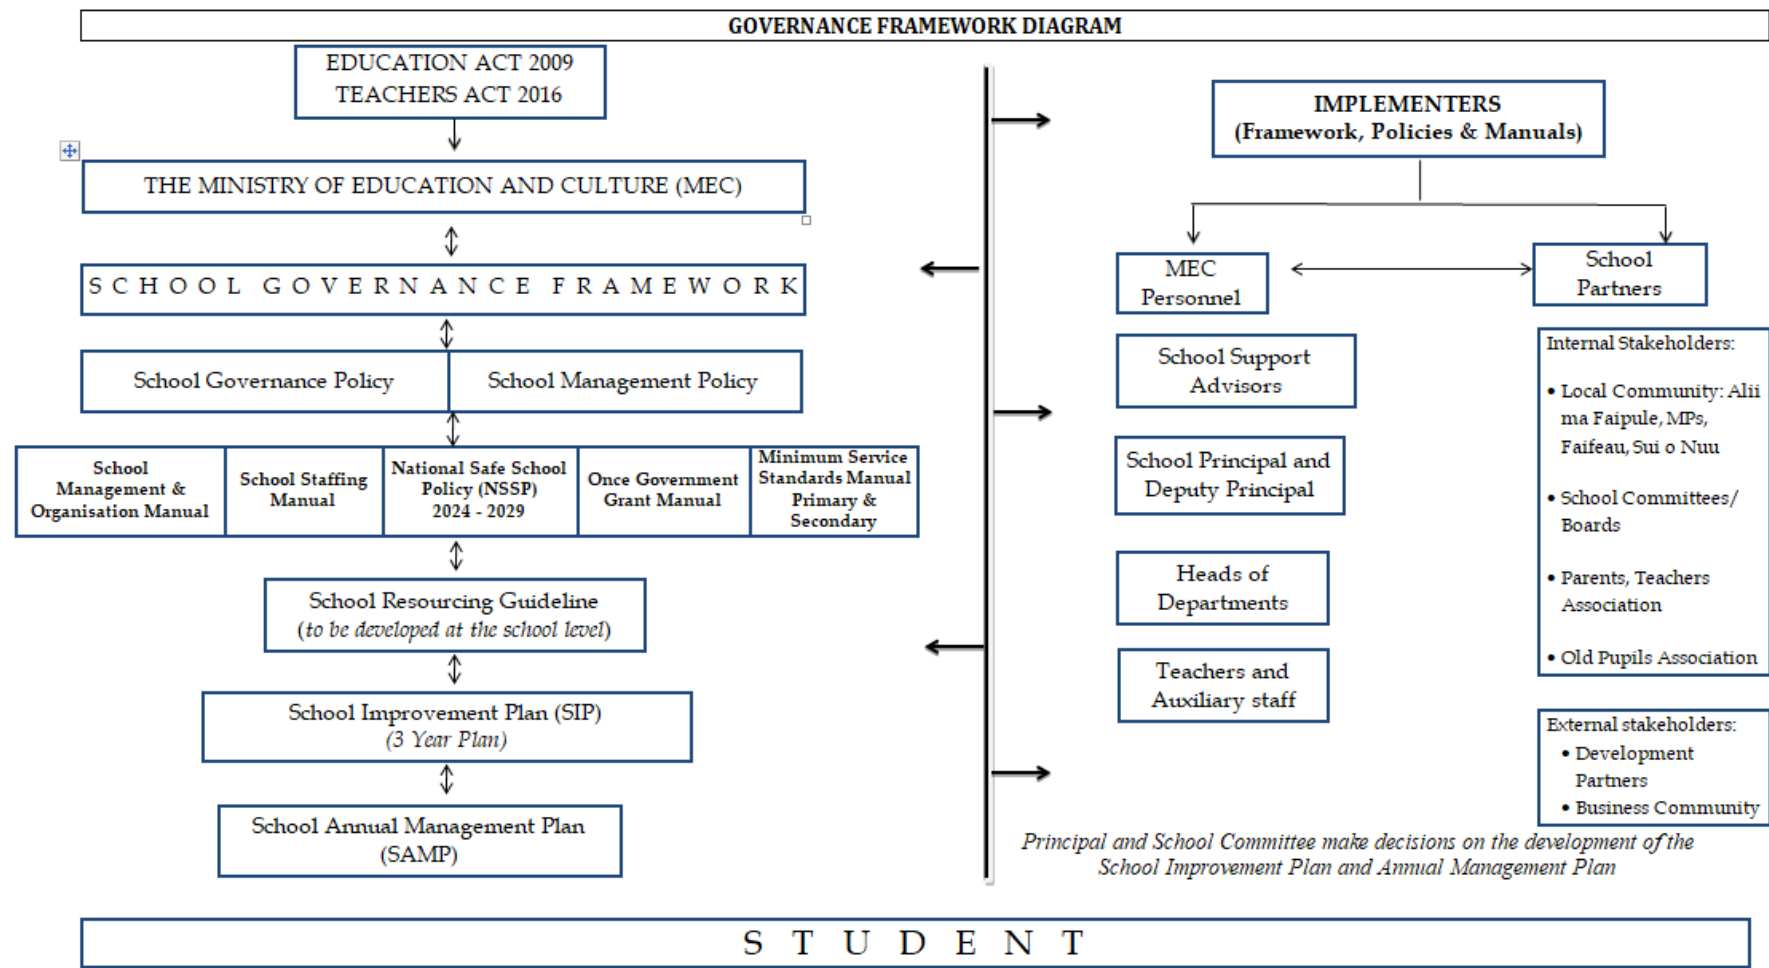 GOVERNANCE FRAMEWORK DIAGRAM
EDUCATION ACT 2009
TEACHERS ACT 2016
THE MINISTRY OF EDUCATION AND CULTURE (MEC)
SCHOOL GOVERNANCE FRAMEWORK
School Governance Policy
School Management Policy
School
Management &
Organisation Manual
School Staffing
Manual
National Safe School
Policy (NSSP)
2024 - 2029
Once Government
Grant Manual
Minimum Service
Standards Manual
Primary &
Secondary
School Resourcing Guideline
(to be developed at the school level)
School Improvement Plan (SIP)
(3 Year Plan)
School Annual Management Plan
(SAMP)
IMPLEMENTERS
(Framework, Policies & Manuals)
MEC
Personnel
School
Partners
School Support
Advisors
School Principal and
Deputy Principal
Heads of
Departments
Teachers and
Auxiliary staff
Internal Stakeholders:
• Local Community: Alii
ma Faipule, MPs,
Faifeau, Sui o Nuu
• School Committees/
Boards
• Parents, Teachers
Association
• Old Pupils Association
External stakeholders:
• Development
Partners
• Business Community
Principal and School Committee make decisions on the development of the
School Improvement Plan and Annual Management Plan
STUDENT